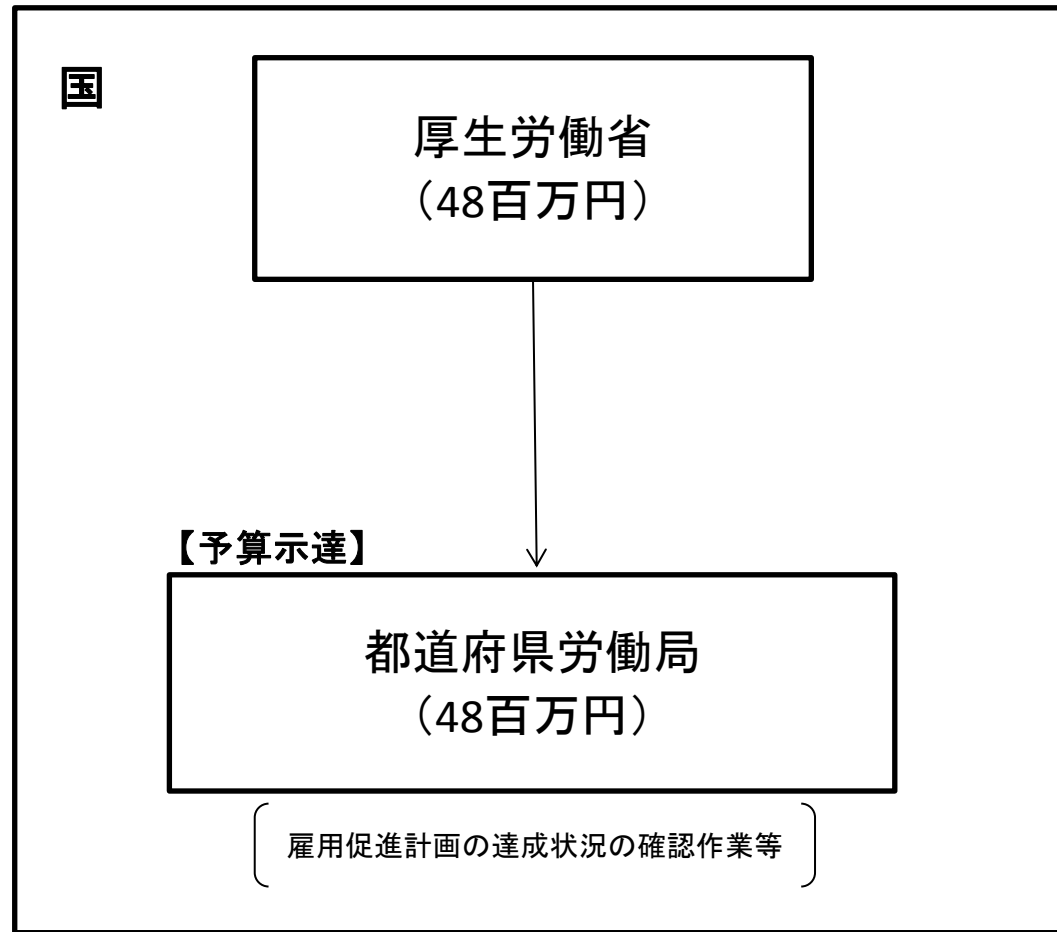 国
厚生労働省
（48百万円）
【予算示達】
都道府県労働局
（48百万円）
雇用促進計画の達成状況の確認作業等